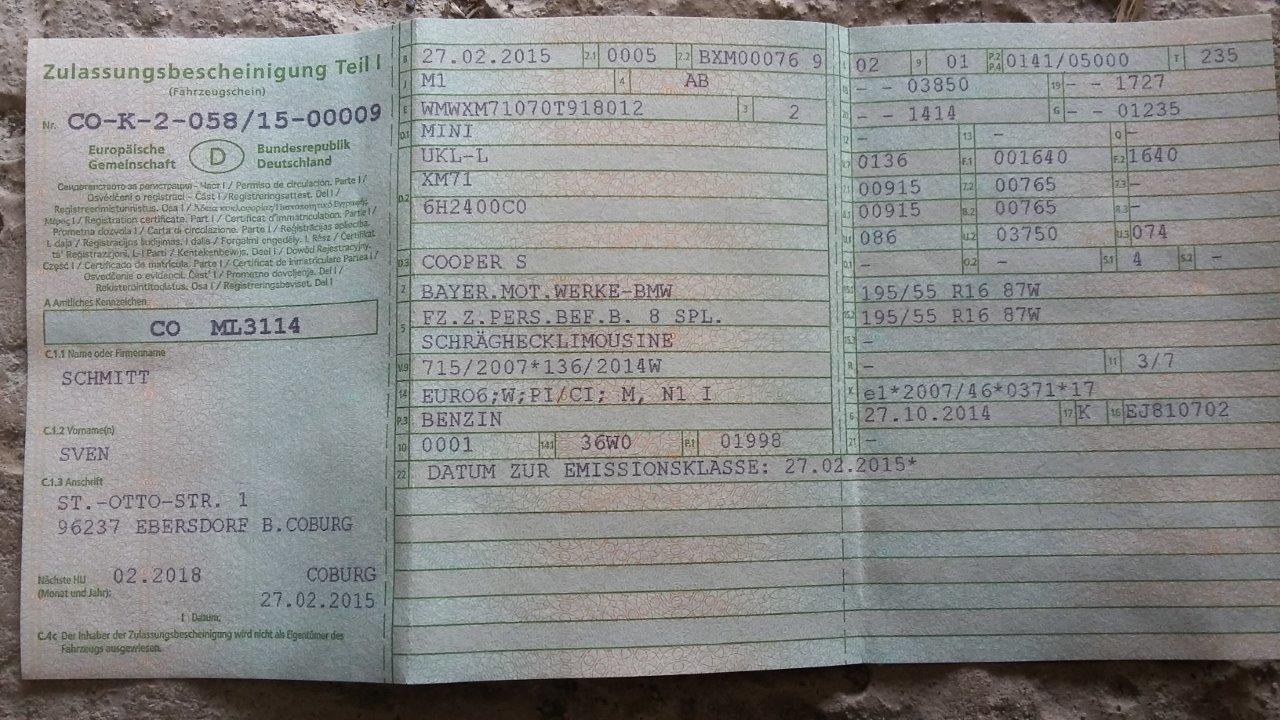 Zulassungsbescheinigung Teil I
(Fahrzeugschein)
Nr. CO-K-2-058/15-00009
Europäische Gemeinschaft
D
Bundesrepublik Deutschland
Свидетелство за регистрация - Част I / Permiso de circulación. Parte I /
Osvědčení o registraci - Část I / Registreringsattest. Del I /
Registreerimistunnistus. Osa I / Άδεια κυκλοφορίας/Πιστοποιητικό Εγγραφής
Μέρος I / Registration certificate. Part I / Certificat d'immatriculation. Partie I /
Prometna dozvola I / Carta di circolazione. Parte I / Reģistrācijas apliecība.
I. daļa / Registracijos liudijimas. I dalis / Forgalmi engedély. I. Rész / Ċertifikat
ta' Reġistrazzjoni. L-I Parti / Kentekenbewijs. Deel I / Dowód Rejestracyjny.
Część I / Certificado de matrícula. Parte I / Certificat de înmatriculare Partea I /
Osvedčenie o evidencii. Časť I / Prometno dovoljenje. Del I /
Rekisteröintitodistus. Osa I / Registreringsbeviset. Del I
A Amtliches Kennzeichen
CO ML3114
C.1.1 Name oder Firmenname
SCHMITT
C.1.2 Vorname(n)
SVEN
C.1.3 Anschrift
ST.-OTTO-STR. 1
96237 EBERSDORF B.COBURG
Nächste HU 02.2018 COBURG
(Monat und Jahr): 27.02.2015
I Datum:
C.4c Der Inhaber der Zulassungsbescheinigung wird nicht als Eigentümer des
Fahrzeugs ausgewiesen.
B 27.02.2015 2.1 0005 2.2 BXM00076 9
J M1 4 AB
E WMWXM71070T918012 3 2
D.1 MINI
UKL-L
D.2 XM71
6H2400C0
D.3 COOPER S
2 BAYER.MOT.WERKE-BMW
5 FZ.Z.PERS.BEF.B. 8 SPL.
SCHRÄGHECKLIMOUSINE
V.9 715/2007*136/2014W
14 EURO6;W;PI/CI; M, N1 I
P.3 BENZIN
10 0001 14.1 36W0 P.1 01998
22 DATUM ZUR EMISSIONSKLASSE: 27.02.2015*
02 9 01 P.2 P.4 0141/05000 T 235
- - 03850 19 - - 1727
- - 1414 G - - 01235
12 - 13 - Q -
V.7 0136 F.1 001640 F.2 1640
7.1 00915 7.2 00765 7.3 -
8.1 00915 8.2 00765 8.3 -
U.1 086 U.2 03750 U.3 074
O.1 - O.2 - S.1 4 S.2 -
15.1 195/55 R16 87W
15.2 195/55 R16 87W
15.3 -
R - 11 3/7
K e1*2007/46*0371*17
6 27.10.2014 17 K 16 EJ810702
21 -